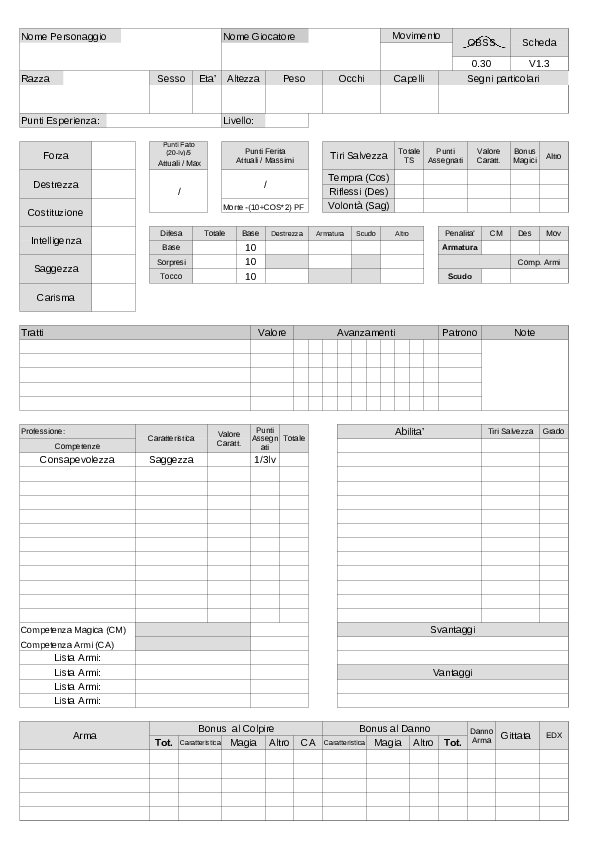 Nome Personaggio Nome Giocatore Movimento OBSS Scheda
0.30 V1.3
Razza Sesso Eta' Altezza Peso Occhi Capelli Segni particolari
Punti Esperienza: Livello:
Forza
Destrezza
Costituzione
Intelligenza
Saggezza
Carisma
Punti Fato
(20-lv)/5
Attuali / Max
/
Punti Ferita
Attuali / Massimi
/
Morte -(10+COS*2) PF
Tiri Salvezza Totale TS Punti Assegnati Valore Caratt. Bonus Magici Altro
Tempra (Cos)
Riflessi (Des)
Volontà (Sag)
Difesa Totale Base Destrezza Armatura Scudo Altro
Base 10
Sorpresi 10
Tocco 10
Penalita' CM Des Mov
Armatura
Comp. Armi
Scudo
Tratti Valore Avanzamenti Patrono Note
Professione:
Competenze Caratteristica Valore Caratt. Punti Assegn ati Totale
Consapevolezza Saggezza 1/3lv
Competenza Magica (CM)
Competenza Armi (CA)
Lista Armi:
Lista Armi:
Lista Armi:
Lista Armi:
Abilita' Tiri Salvezza Grado
Svantaggi
Vantaggi
Arma Bonus al Colpire Bonus al Danno Danno Arma Gittata EDX
Tot. Caratteristica Magia Altro CA Caratteristica Magia Altro Tot.